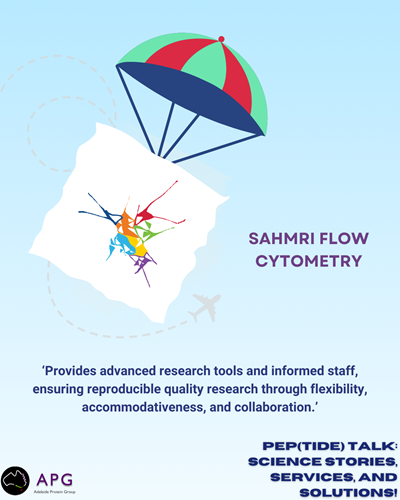 SAHMRI FLOW
CYTOMETRY
‘Provides advanced research tools and informed staff,
ensuring reproducible quality research through flexibility,
accommodativeness, and collaboration.’
PEP(TIDE) TALK:
SCIENCE STORIES,
SERVICES, AND
SOLUTIONS!
APG
Adelaide Protein Group